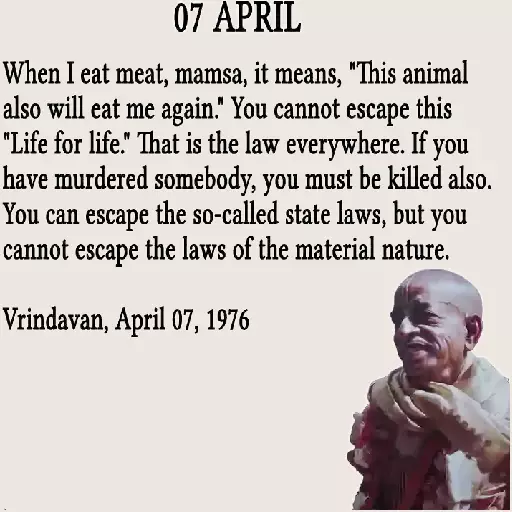 07 APRIL
When I eat meat, mamsa, it means, "This animal
also will eat me again." You cannot escape this
"Life for life." That is the law everywhere. If you
have murdered somebody, you must be killed also.
You can escape the so-called state laws, but you
cannot escape the laws of the material nature.
Vrindavan, April 07, 1976